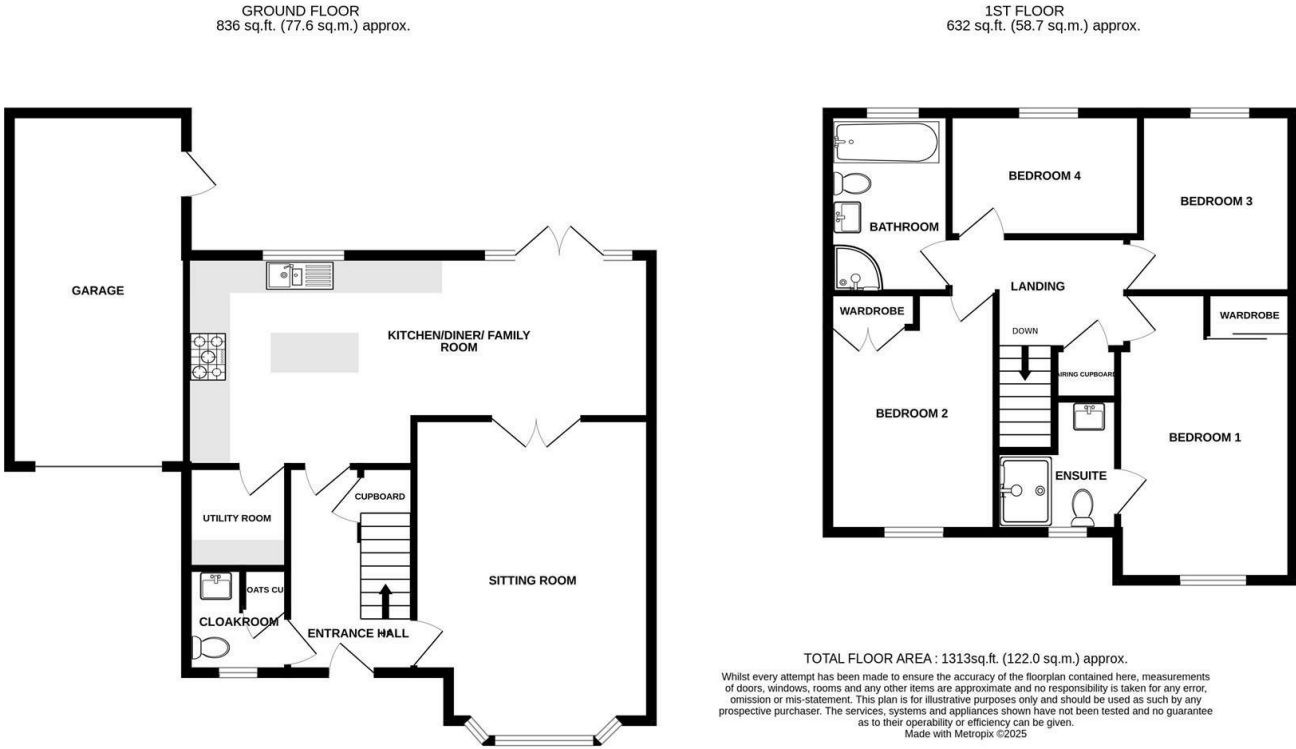 GROUND FLOOR
836 sq.ft. (77.6 sq.m.) approx.
GARAGE
KITCHEN/DINER/ FAMILY
ROOM
UTILITY ROOM
CUPBOARD
OATS CU
CLOAKROOM
ENTRANCE HALL
SITTING ROOM
1ST FLOOR
632 sq.ft. (58.7 sq.m.) approx.
BATHROOM
BEDROOM 4
BEDROOM 3
LANDING
WARDROBE
WARDROBE
DOWN
AIRING CUPBOARD
BEDROOM 2
BEDROOM 1
ENSUITE
TOTAL FLOOR AREA : 1313sq.ft. (122.0 sq.m.) approx.
Whilst every attempt has been made to ensure the accuracy of the floorplan contained here, measurements
of doors, windows, rooms and any other items are approximate and no responsibility is taken for any error,
omission or mis-statement. This plan is for illustrative purposes only and should be used as such by any
prospective purchaser. The services, systems and appliances shown have not been tested and no guarantee
as to their operability or efficiency can be given.
Made with Metropix ©2025